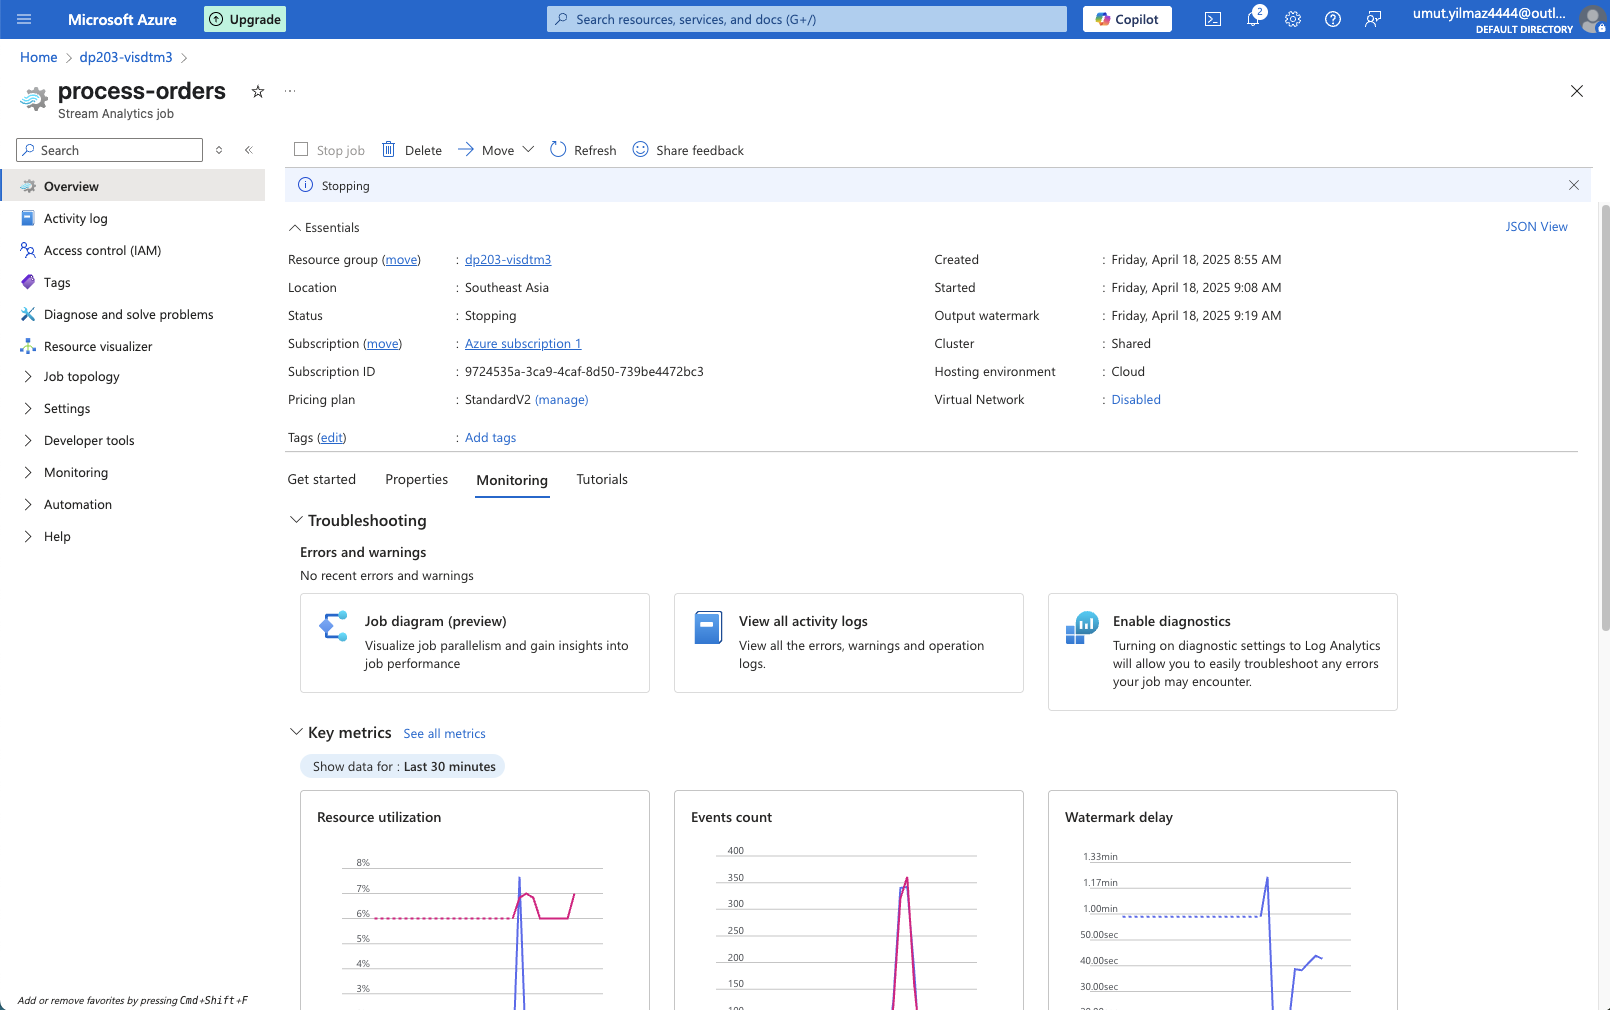 Microsoft Azure
Upgrade
Search resources, services, and docs (G+/)
Copilot
2
umut.yilmaz4444@outl...
DEFAULT DIRECTORY
Home > dp203-visdtm3 >
process-orders
Stream Analytics job
Search
Stop job
Delete
Move
Refresh
Share feedback
Stopping
Overview
Activity log
Access control (IAM)
Tags
Diagnose and solve problems
Resource visualizer
Job topology
Settings
Developer tools
Monitoring
Automation
Help
Add or remove favorites by pressing Cmd+Shift+F
Essentials
JSON View
Resource group (move) : dp203-visdtm3
Location : Southeast Asia
Status : Stopping
Subscription (move) : Azure subscription 1
Subscription ID : 9724535a-3ca9-4caf-8d50-739be4472bc3
Pricing plan : StandardV2 (manage)
Tags (edit) : Add tags
Created : Friday, April 18, 2025 8:55 AM
Started : Friday, April 18, 2025 9:08 AM
Output watermark : Friday, April 18, 2025 9:19 AM
Cluster : Shared
Hosting environment : Cloud
Virtual Network : Disabled
Get started
Properties
Monitoring
Tutorials
Troubleshooting
Errors and warnings
No recent errors and warnings
Job diagram (preview)
Visualize job parallelism and gain insights into
job performance
View all activity logs
View all the errors, warnings and operation
logs.
Enable diagnostics
Turning on diagnostic settings to Log Analytics
will allow you to easily troubleshoot any errors
your job may encounter.
Key metrics See all metrics
Show data for : Last 30 minutes
Resource utilization
8%
7%
6%
5%
4%
3%
Events count
400
350
300
250
200
150
Watermark delay
1.33min
1.17min
1.00min
50.00sec
40.00sec
30.00sec